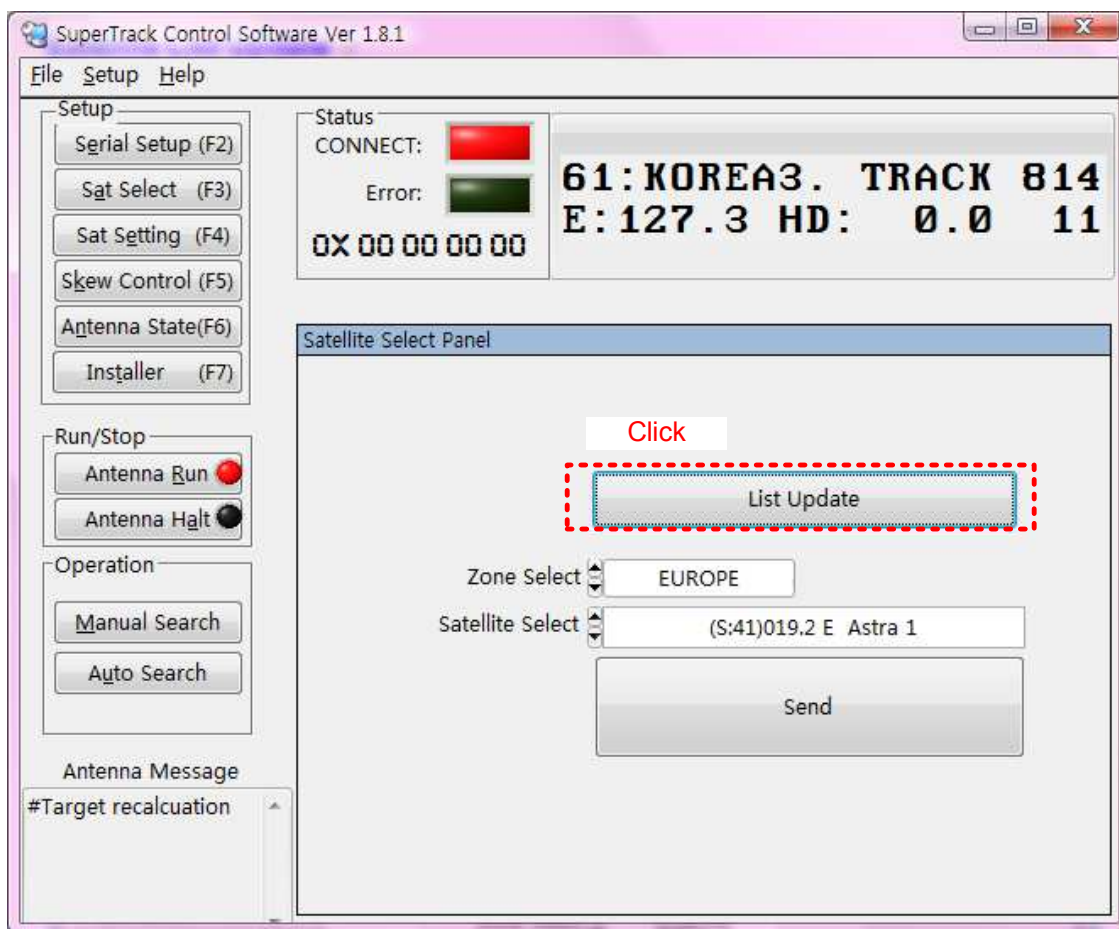 SuperTrack Control Software Ver 1.8.1
File Setup Help
Setup
Serial Setup (F2)
Sat Select (F3)
Sat Setting (F4)
Skew Control (F5)
Antenna State(F6)
Installer (F7)
Status
CONNECT:
Error:
0X 00 00 00 00
61:KOREA3. TRACK 814
E:127.3 HD: 0.0 11
Run/Stop
Antenna Run
Antenna Halt
Operation
Manual Search
Auto Search
Antenna Message
#Target recalcuation
Satellite Select Panel
Click
List Update
Zone Select EUROPE
Satellite Select (S:41)019.2 E Astra 1
Send